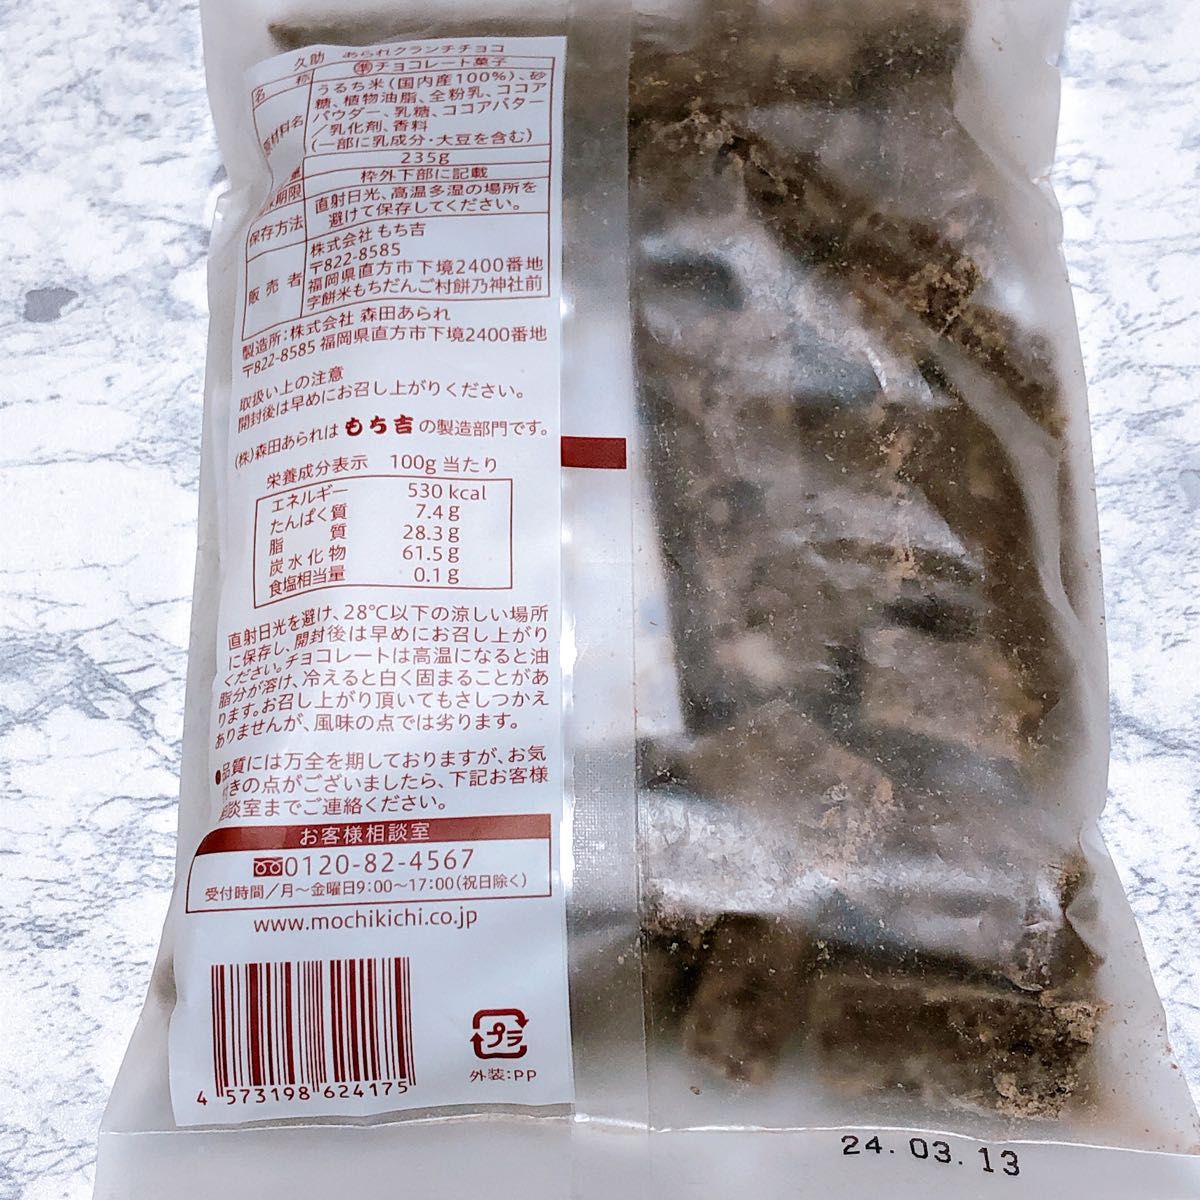 久助 あられクランチチョコ
名称 準チョコレート菓子
原材料名 うるち米(国内産100%)、砂
糖、植物油脂、全粉乳、ココア
パウダー、乳糖、ココアバター
/乳化剤、香料
(一部に乳成分・大豆を含む)
量 235g
期限 枠外下部に記載
保存方法 直射日光、高温多湿の場所を
避けて保存してください。
販売者 株式会社 もち吉
〒822-8585
福岡県直方市下境2400番地
字餅米もちだんご村餅乃神社前
製造所:株式会社 森田あられ
〒822-8585 福岡県直方市下境2400番地
取扱い上の注意
開封後は早めにお召し上がりください。
(株)森田あられは もち吉 の製造部門です。
栄養成分表示 100g 当たり
エネルギー 530 kcal
たんぱく質 7.4 g
脂質 28.3 g
炭水化物 61.5 g
食塩相当量 0.1 g
直射日光を避け、28℃以下の涼しい場所
に保存し、開封後は早めにお召し上がり
ください。チョコレートは高温になると油
脂分が溶け、冷えると白く固まることがあ
ります。お召し上がり頂いてもさしつかえ
ありませんが、風味の点では劣ります。
●品質には万全を期しておりますが、お気
付きの点がございましたら、下記お客様
相談室までご連絡ください。
お客様相談室
0120-82-4567
受付時間/月〜金曜日9:00〜17:00(祝日除く)
www.mochikichi.co.jp
4 573198 624175
プラ
外装:PP
24.03.13